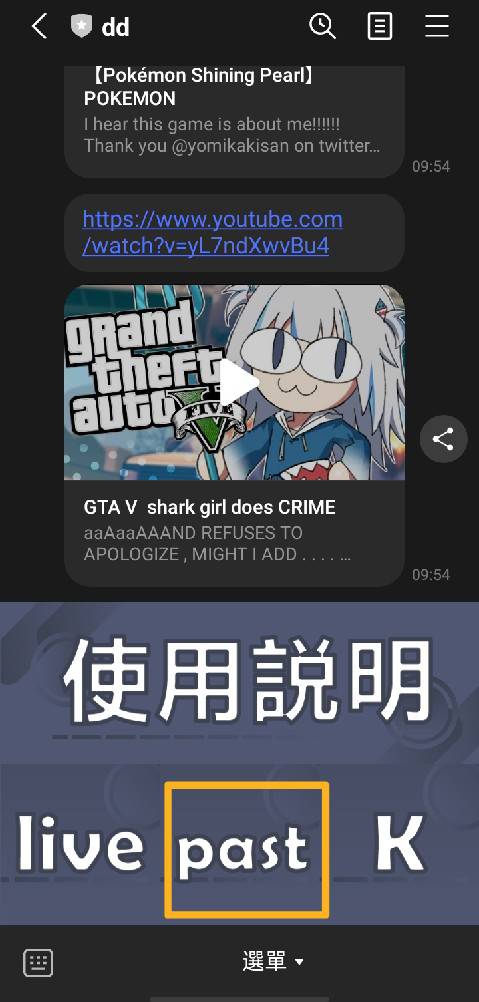 dd
【Pokémon Shining Pearl】
POKEMON
I hear this game is about me!!!!!!
Thank you @yomikakisan on twitter...
09:54
https://www.youtube.com
/watch?v=yL7ndXwvBu4
grand
theft
auto
V
FIVE
GTA V  shark girl does CRIME
aaAaaAAAND REFUSES TO
APOLOGIZE , MIGHT I ADD . . . . ...
09:54
使用說明
live past K
選單